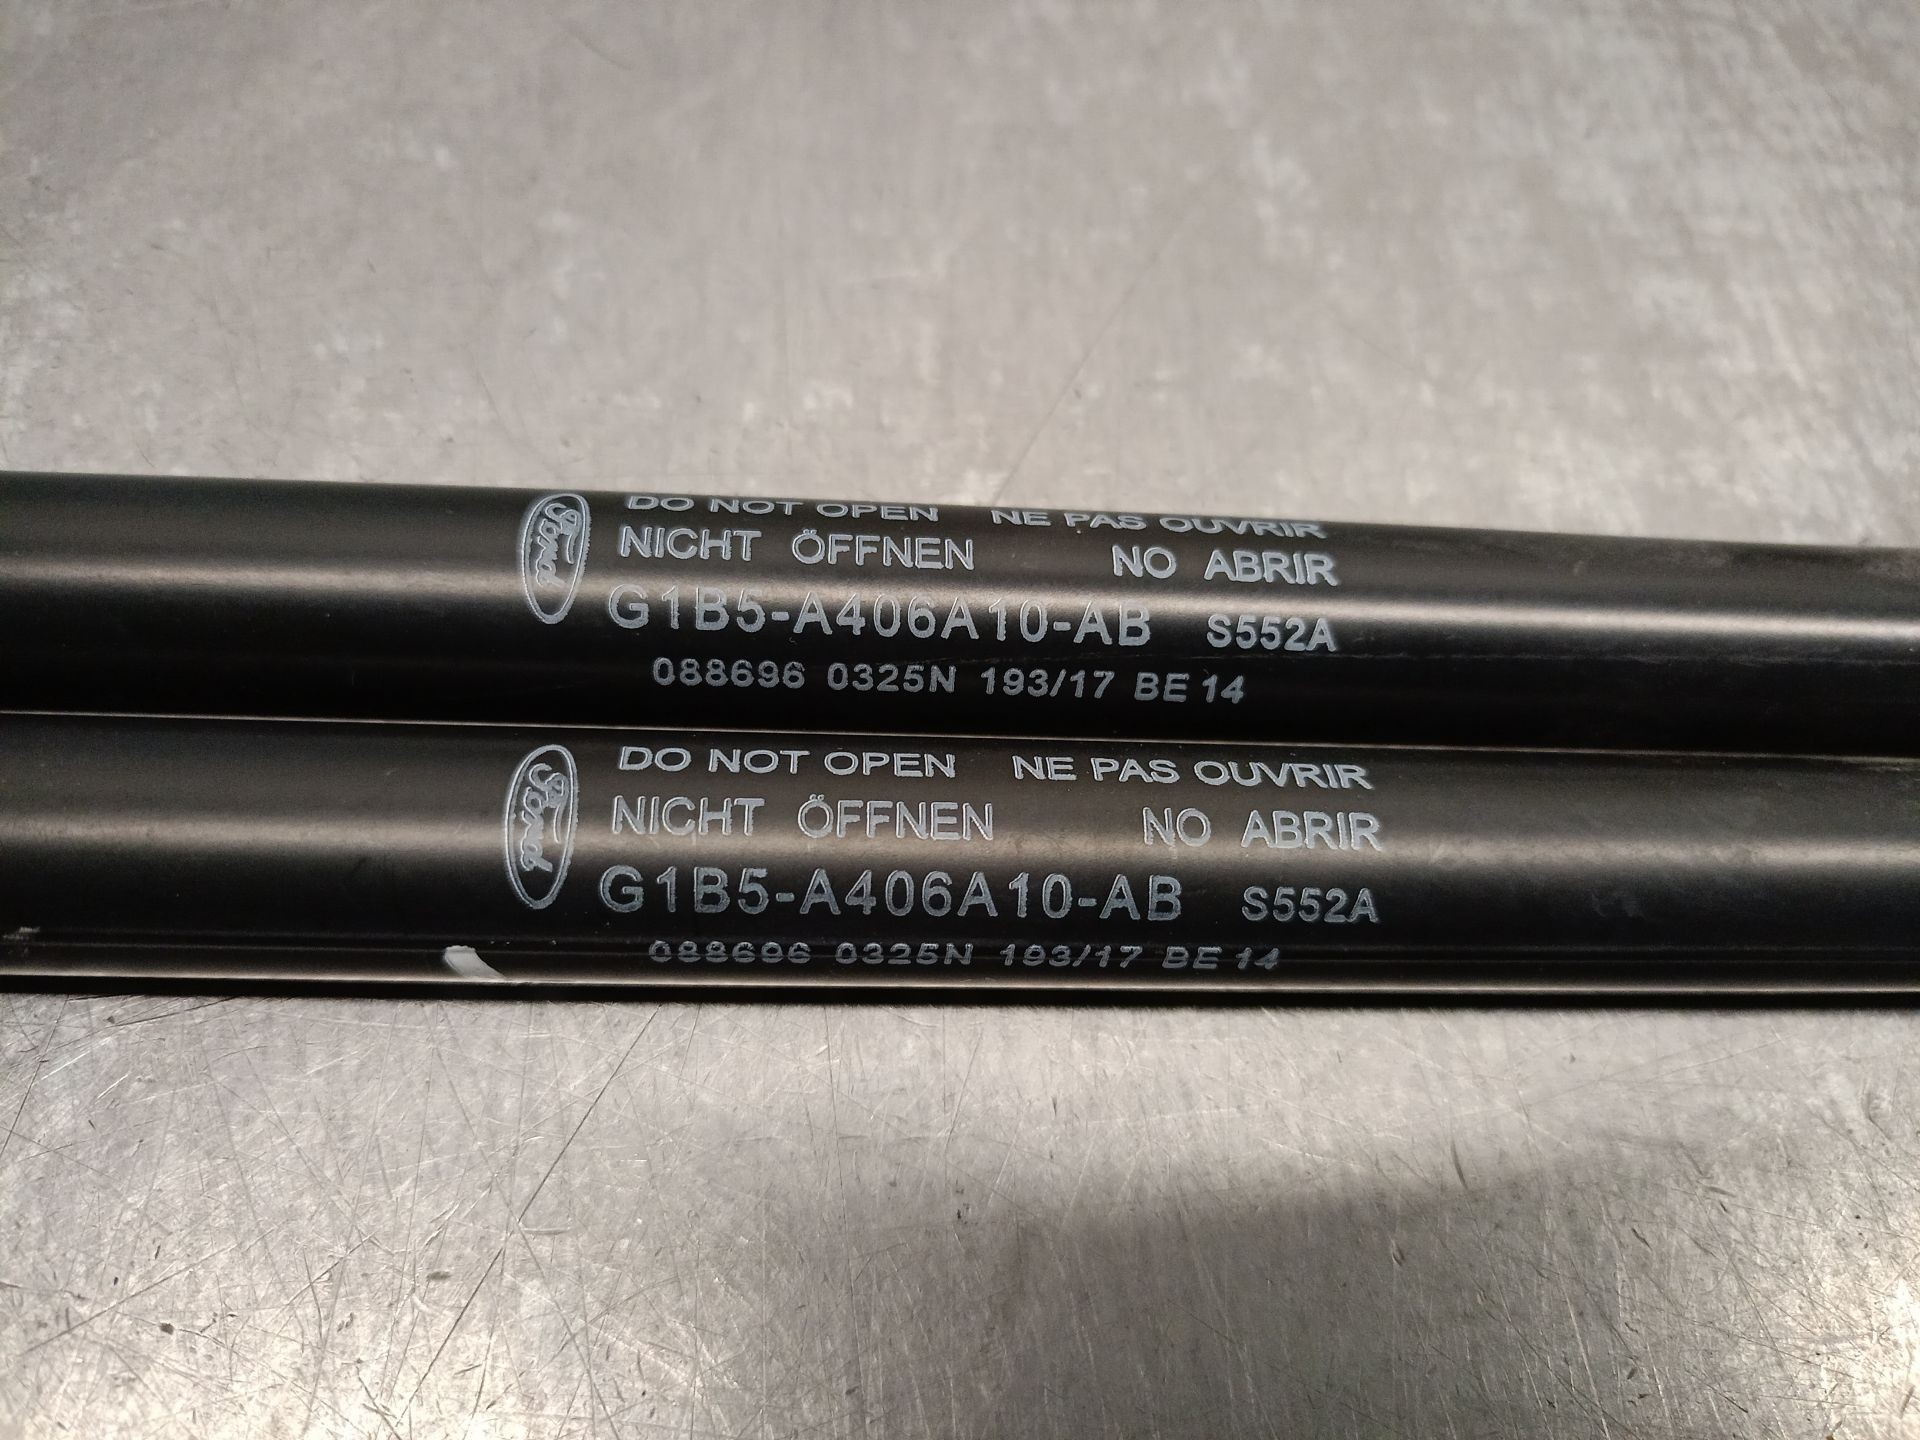 Ford
DO NOT OPEN NE PAS OUVRIR
NICHT ÖFFNEN NO ABRIR
G1B5-A406A10-AB S552A
088696 0325N 193/17 BE 14
Ford
DO NOT OPEN NE PAS OUVRIR
NICHT ÖFFNEN NO ABRIR
G1B5-A406A10-AB S552A
088696 0325N 193/17 BE 14